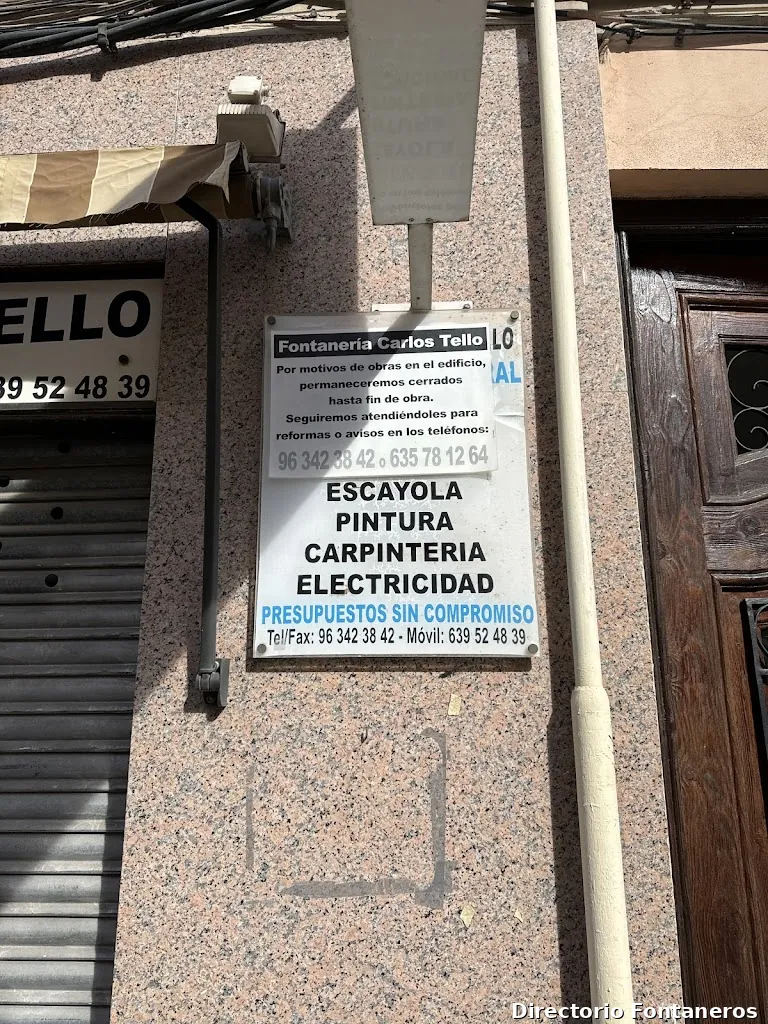 ELLO
39 52 48 39
LO
AL
Fontanería Carlos Tello
Por motivos de obras en el edificio,
permaneceremos cerrados
hasta fin de obra.
Seguiremos atendiéndoles para
reformas o avisos en los teléfonos:
96 342 38 42 o 635 78 12 64
ESCAYOLA
PINTURA
CARPINTERIA
ELECTRICIDAD
PRESUPUESTOS SIN COMPROMISO
Tel/Fax: 96 342 38 42 - Móvil: 639 52 48 39
Directorio Fontaneros